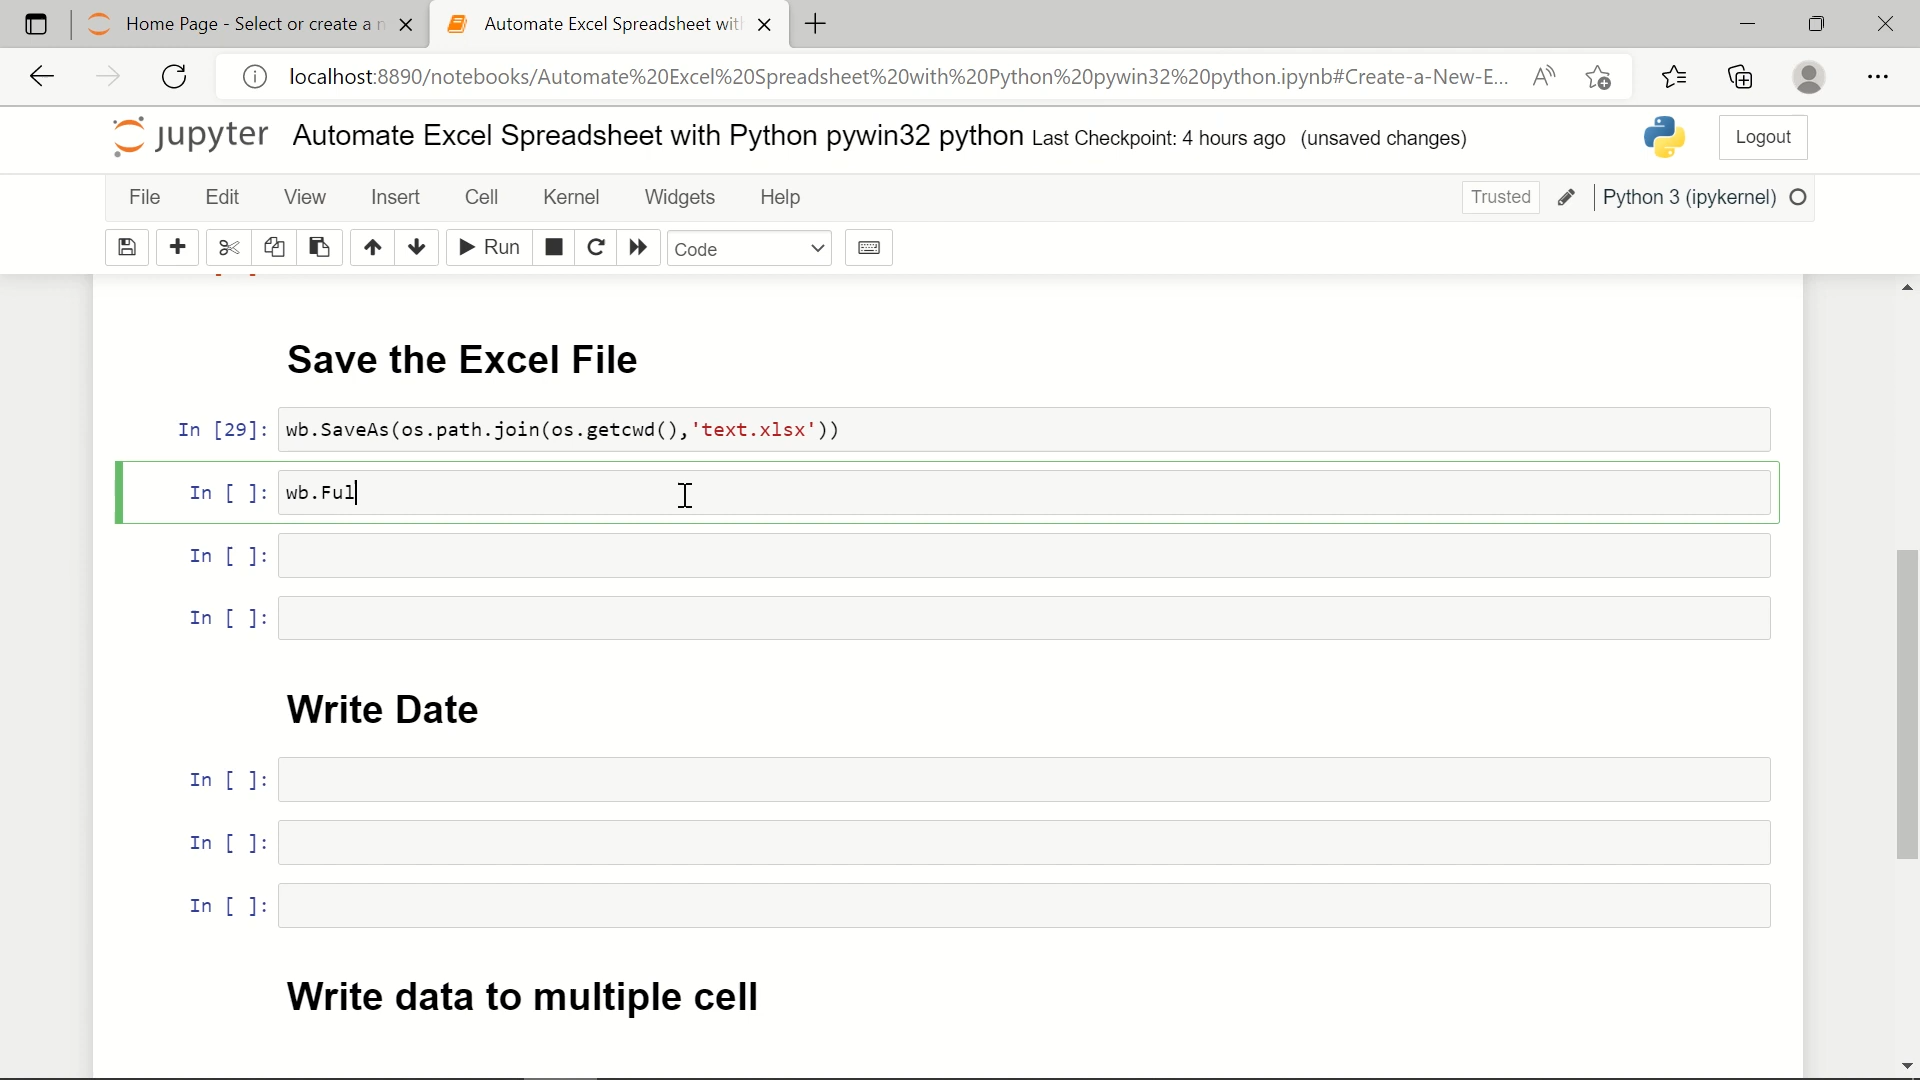 Home Page - Select or create a n
Automate Excel Spreadsheet wit
localhost:8890/notebooks/Automate%20Excel%20Spreadsheet%20with%20Python%20pywin32%20python.ipynb#Create-a-New-E...
jupyter Automate Excel Spreadsheet with Python pywin32 python Last Checkpoint: 4 hours ago (unsaved changes)
Logout
File Edit View Insert Cell Kernel Widgets Help
Trusted Python 3 (ipykernel)
Run Code
Save the Excel File
In [29]: wb.SaveAs(os.path.join(os.getcwd(),'text.xlsx'))
In [ ]: wb.Ful
In [ ]:
In [ ]:
Write Date
In [ ]:
In [ ]:
In [ ]:
Write data to multiple cell